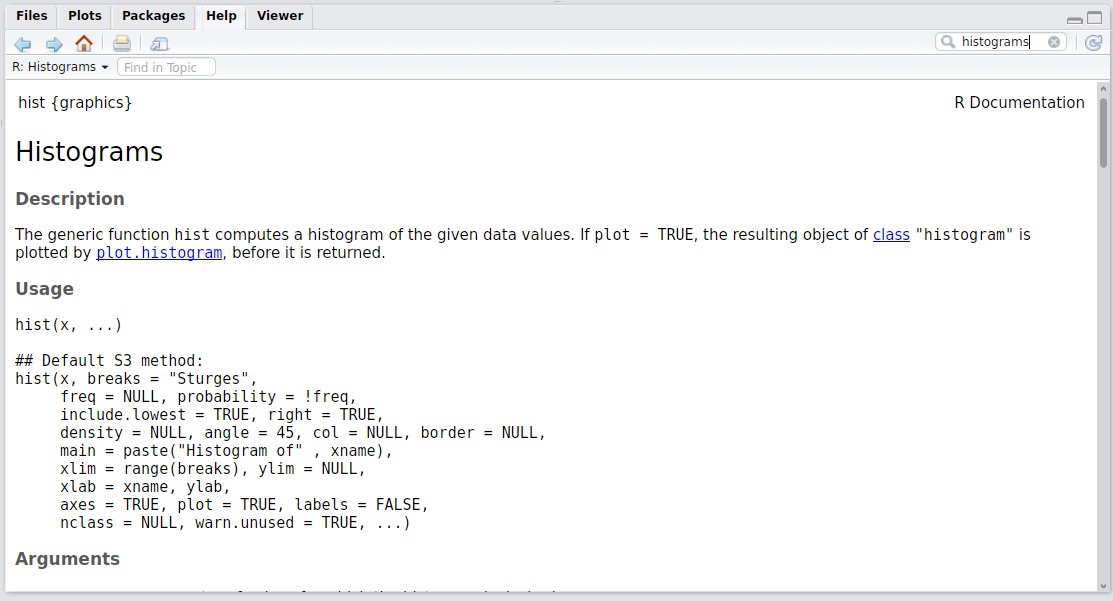 Files Plots Packages Help Viewer
histograms
R: Histograms Find in Topic
hist {graphics} R Documentation
Histograms
Description
The generic function hist computes a histogram of the given data values. If plot = TRUE, the resulting object of class "histogram" is
plotted by plot.histogram, before it is returned.
Usage
hist(x, ...)
## Default S3 method:
hist(x, breaks = "Sturges",
freq = NULL, probability = !freq,
include.lowest = TRUE, right = TRUE,
density = NULL, angle = 45, col = NULL, border = NULL,
main = paste("Histogram of" , xname),
xlim = range(breaks), ylim = NULL,
xlab = xname, ylab,
axes = TRUE, plot = TRUE, labels = FALSE,
nclass = NULL, warn.unused = TRUE, ...)
Arguments